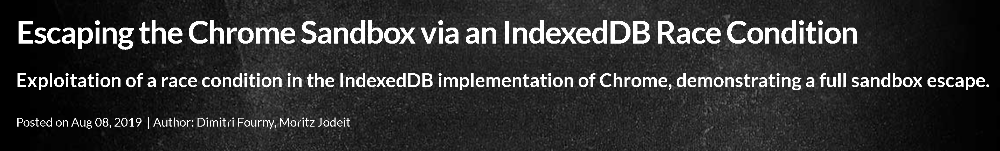 Escaping the Chrome Sandbox via an IndexedDB Race Condition
Exploitation of a race condition in the IndexedDB implementation of Chrome, demonstrating a full sandbox escape.
Posted on Aug 08, 2019 | Author: Dimitri Fourny, Moritz Jodeit